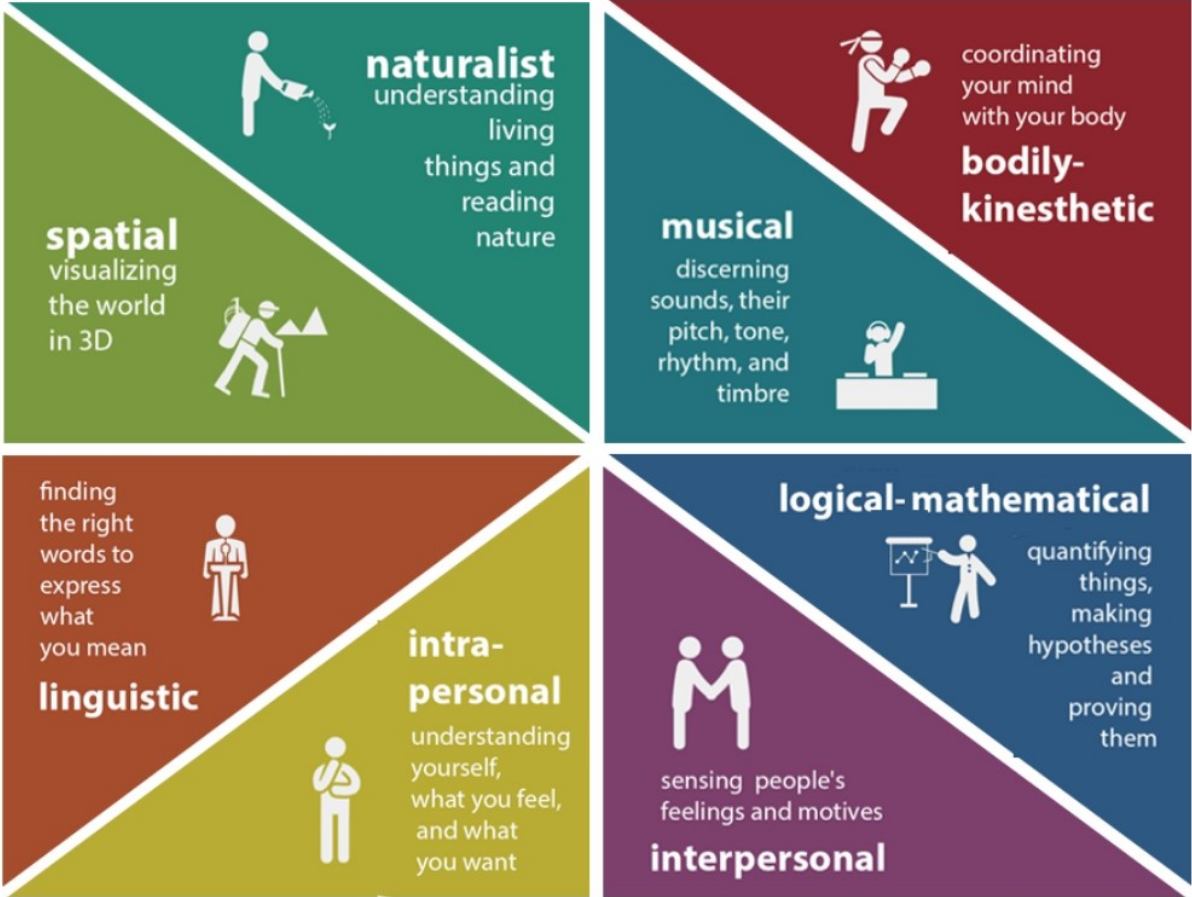 naturalist
understanding
living
things and
reading
nature
spatial
visualizing
the world
in 3D
coordinating
your mind
with your body
bodily-
kinesthetic
musical
discerning
sounds, their
pitch, tone,
rhythm, and
timbre
finding
the right
words to
express
what
you mean
linguistic
intra-
personal
understanding
yourself,
what you feel,
and what
you want
logical-mathematical
quantifying
things,
making
hypotheses
and
proving
them
sensing people's
feelings and motives
interpersonal